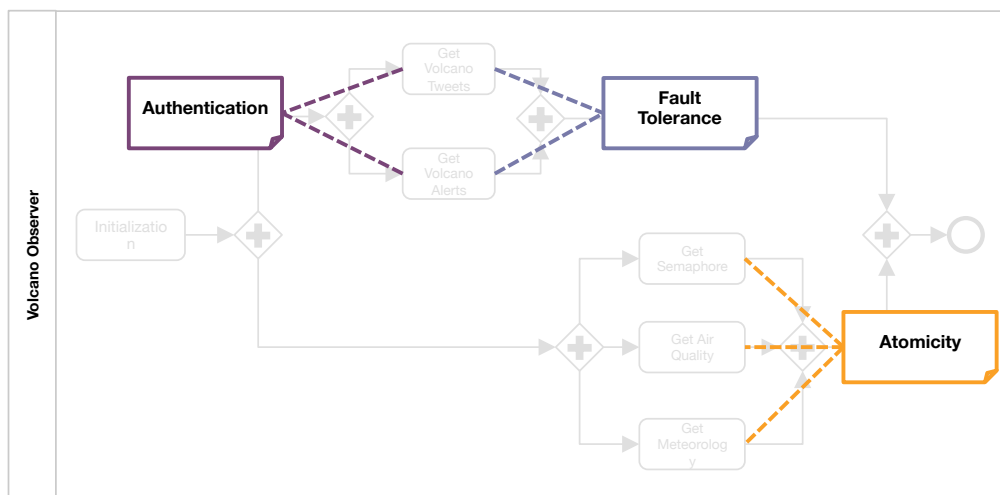 Volcano Observer
Get
Volcano
Tweets
Authentication
Fault
Tolerance
Get
Volcano
Alerts
Initializatio
n
Get
Semaphore
Get Air
Quality
Atomicity
Get
Meteorolog
y